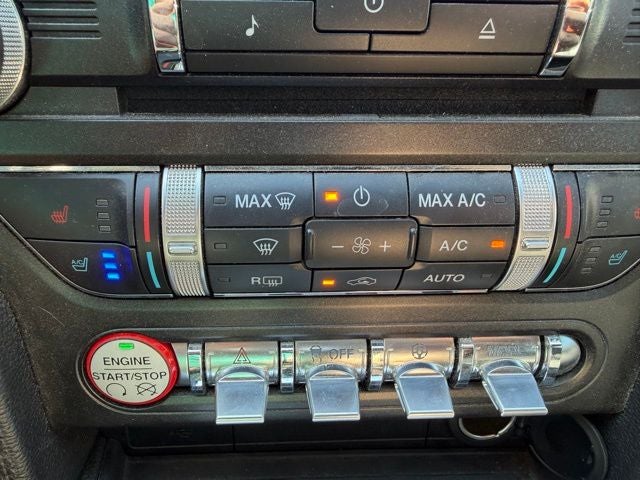 MAX
MAX A/C
A/C
- +
A/C
A/C
R
AUTO
ENGINE
START/STOP
OFF